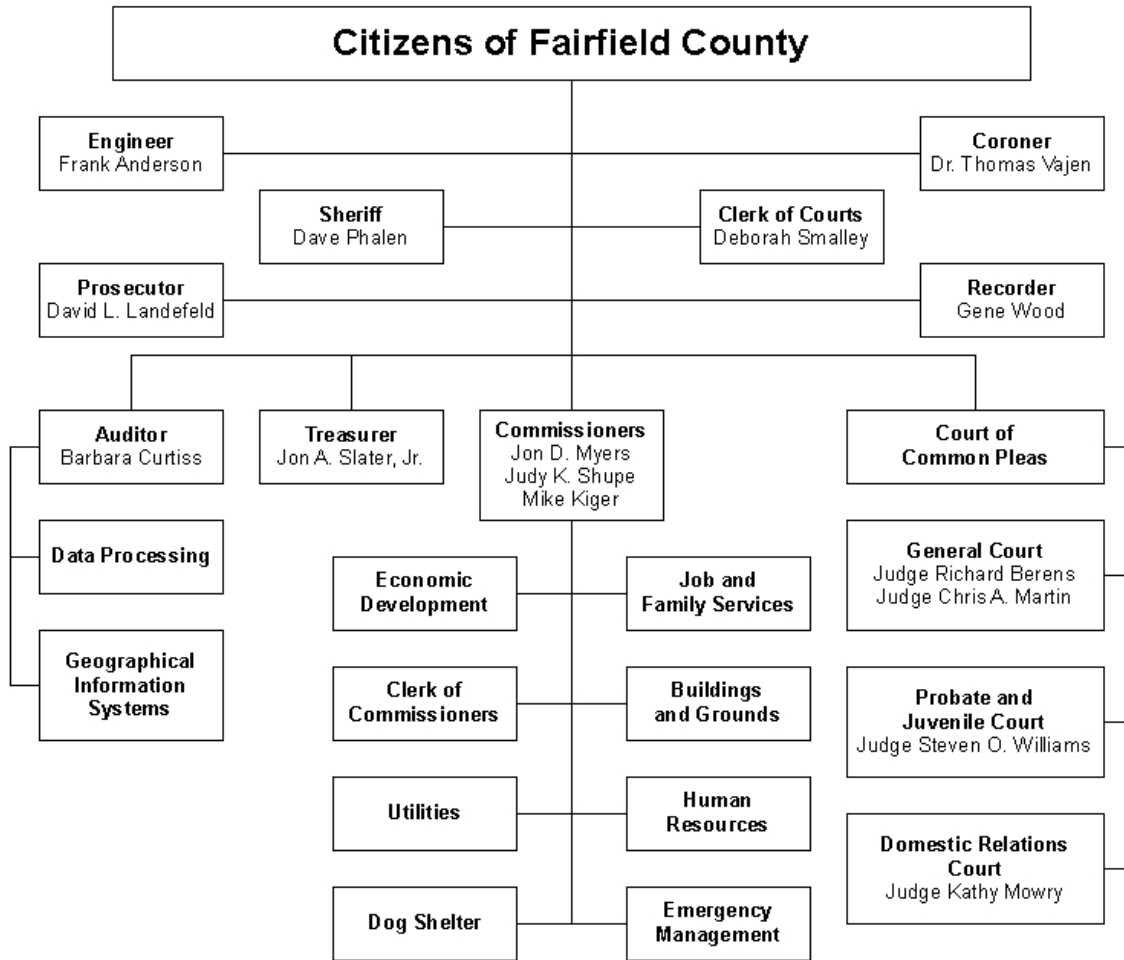 Citizens of Fairfield County
Engineer
Frank Anderson
Coroner
Dr. Thomas Vajen
Sheriff
Dave Phalen
Clerk of Courts
Deborah Smalley
Prosecutor
David L. Landefeld
Recorder
Gene Wood
Auditor
Barbara Curtiss
Treasurer
Jon A. Slater, Jr.
Commissioners
Jon D. Myers
Judy K. Shupe
Mike Kiger
Court of
Common Pleas
Data Processing
General Court
Judge Richard Berens
Judge Chris A. Martin
Economic
Development
Job and
Family Services
Geographical
Information
Systems
Clerk of
Commissioners
Buildings
and Grounds
Probate and
Juvenile Court
Judge Steven O. Williams
Utilities
Human
Resources
Domestic Relations
Court
Judge Kathy Mowry
Dog Shelter
Emergency
Management